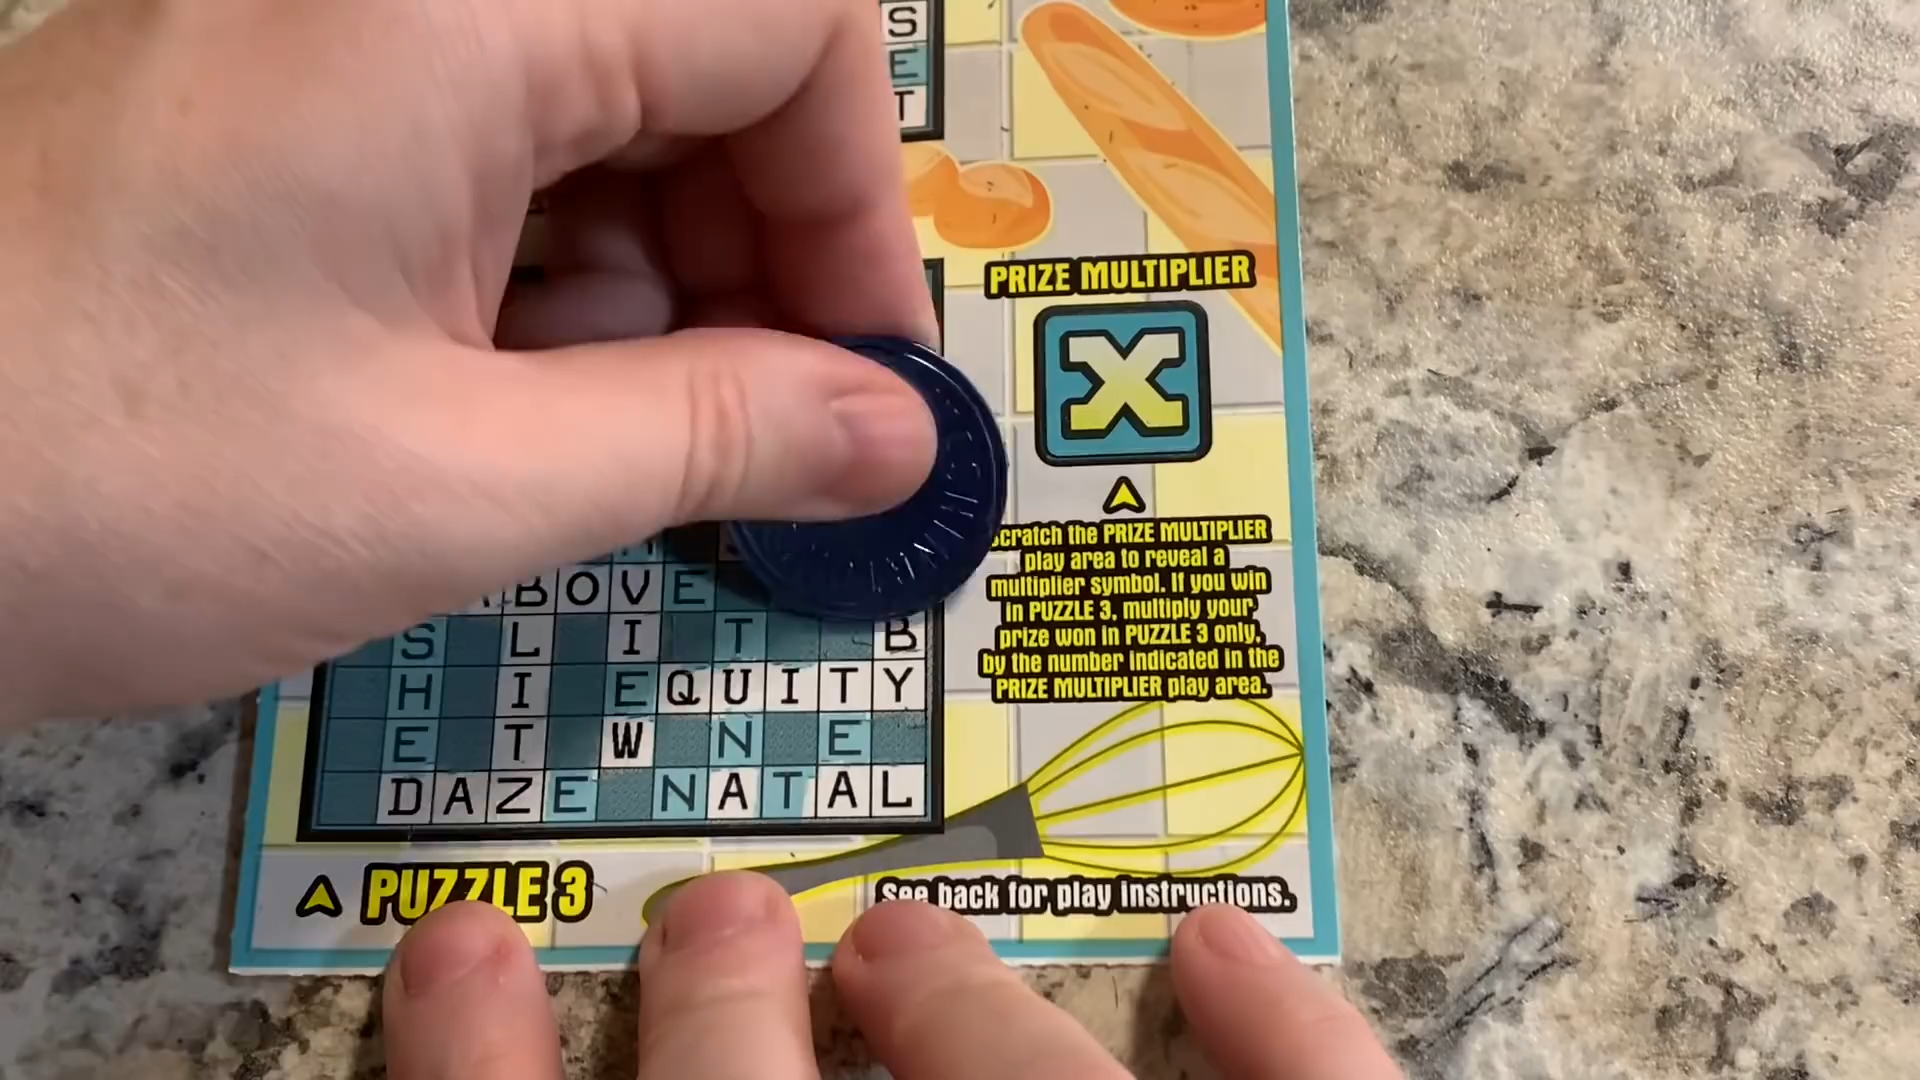 S
E
T
PRIZE MULTIPLIER
X
Scratch the PRIZE MULTIPLIER
play area to reveal a
multiplier symbol. If you win
in PUZZLE 3, multiply your
prize won in PUZZLE 3 only,
by the number indicated in the
PRIZE MULTIPLIER play area.
BOVE
S L I T B
H I EQUITY
E T W N E
DAZE NATAL
PUZZLE 3
See back for play instructions.